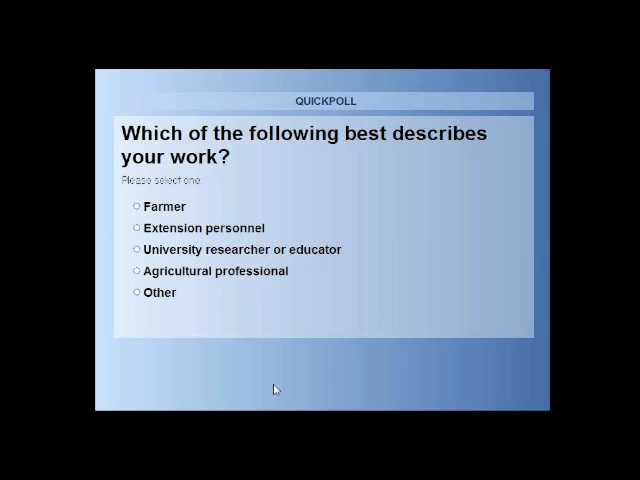 QUICKPOLL
Which of the following best describes
your work?
Please select one:
Farmer
Extension personnel
University researcher or educator
Agricultural professional
Other